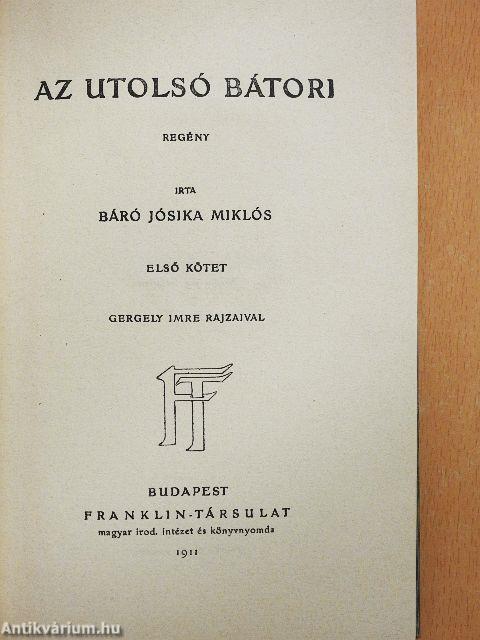 AZ UTOLSÓ BÁTORI
REGÉNY
IRTA
BÁRÓ JÓSIKA MIKLÓS
ELSŐ KÖTET
GERGELY IMRE RAJZAIVAL
FT
BUDAPEST
FRANKLIN-TÁRSULAT
magyar irod. intézet és könyvnyomda
1911
Antikvárium.hu